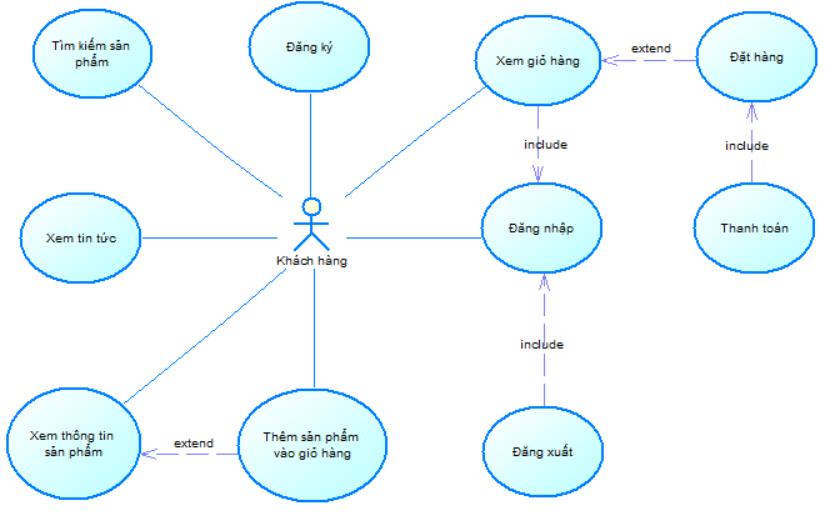 Tìm kiếm sản
phẩm
Đăng ký
Xem giỏ hàng
extend
Đặt hàng
include
include
Xem tin tức
Khách hàng
Đăng nhập
Thanh toán
include
Xem thông tin
sản phẩm
extend
Thêm sản phẩm
vào giỏ hàng
Đăng xuất